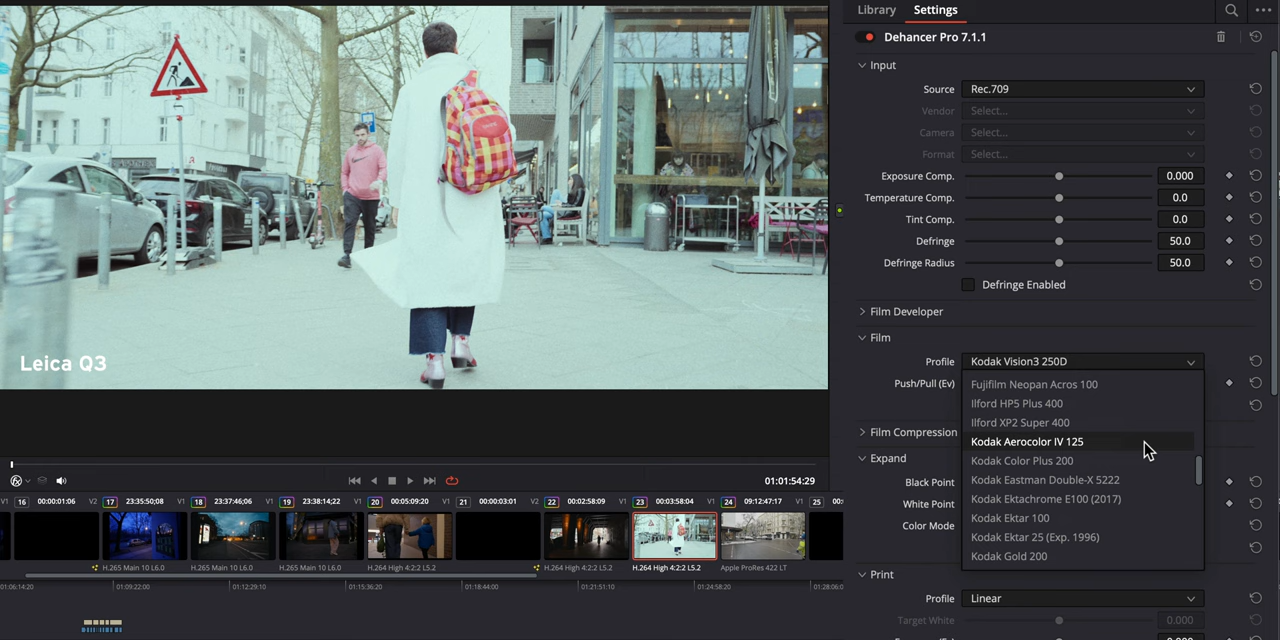 Library Settings
Dehancer Pro 7.1.1
Input
Source Rec.709
Vendor Select...
Camera Select...
Format Select...
Exposure Comp. 0.000
Temperature Comp. 0.0
Tint Comp. 0.0
Defringe 50.0
Defringe Radius 50.0
Defringe Enabled
Film Developer
Film
Profile Kodak Vision3 250D
Push/Pull (Ev)
Fujifilm Neopan Acros 100
Ilford HP5 Plus 400
Ilford XP2 Super 400
Kodak Aerocolor IV 125
Kodak Color Plus 200
Kodak Eastman Double-X 5222
Kodak Ektachrome E100 (2017)
Kodak Ektar 100
Kodak Ektar 25 (Exp. 1996)
Kodak Gold 200
Film Compression
Expand
Black Point
White Point
Color Mode
Print
Profile Linear
Target White 0.000
Leica Q3
01:01:54:29
V1 16 00:00:01:06 V2 17 23:35:50;08 V1 18 23:37:46;06 V1 19 23:38:14;22 V1 20 00:05:09:20 V1 21 00:00:03:01 V2 22 00:02:58:09 V1 23 00:03:58:04 V1 24 09:12:47:17 V1 25 00:
H.265 Main 10 L6.0 H.265 Main 10 L6.0 H.265 Main 10 L6.0 H.264 High 4:2:2 L5.2 H.264 High 4:2:2 L5.2 H.264 High 4:2:2 L5.2 Apple ProRes 422 LT
01:06:14:20 01:09:22:00 01:12:29:10 01:15:36:20 01:18:44:00 01:21:51:10 01:24:58:20 01:28:06:0